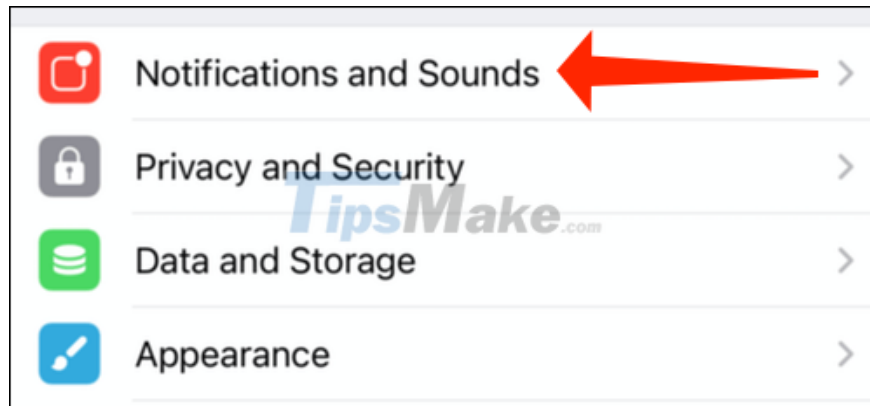 Notifications and Sounds
Privacy and Security
TipsMake.com
Data and Storage
Appearance